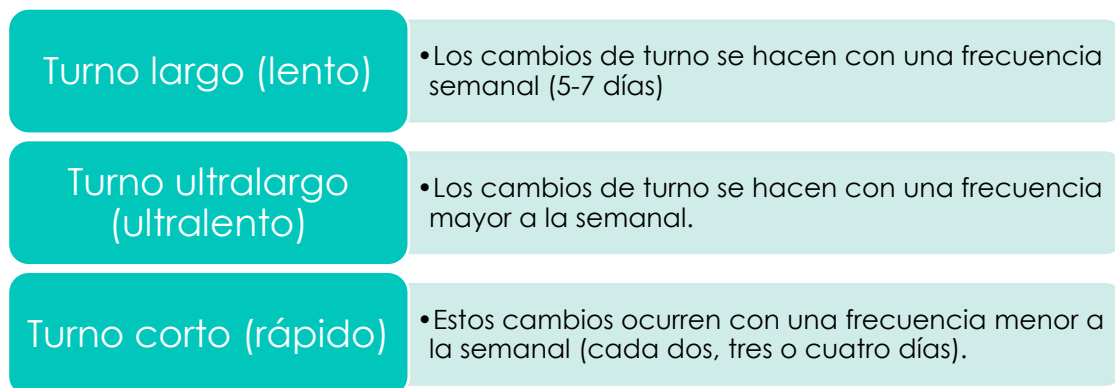 Turno largo (lento)
•Los cambios de turno se hacen con una frecuencia
semanal (5-7 días)
Turno ultralargo
(ultralento)
•Los cambios de turno se hacen con una frecuencia
mayor a la semanal.
Turno corto (rápido)
•Estos cambios ocurren con una frecuencia menor a
la semanal (cada dos, tres o cuatro días).